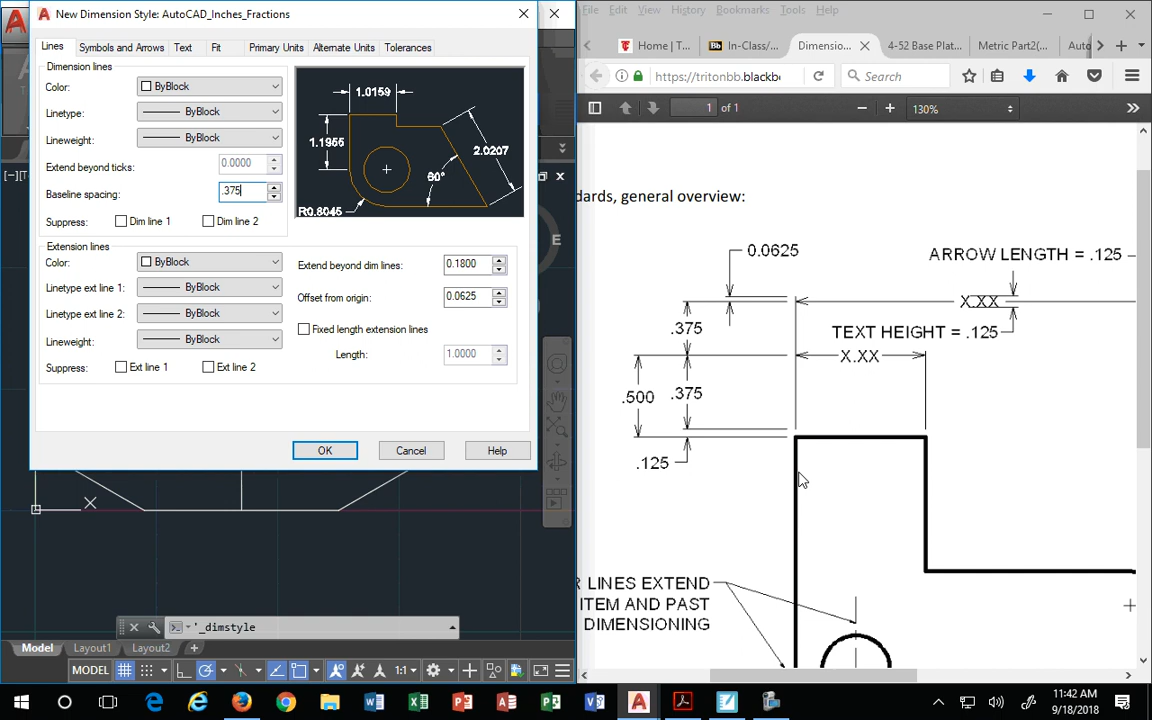 New Dimension Style: AutoCAD_Inches_Fractions
Lines
Symbols and Arrows
Text
Fit
Primary Units
Alternate Units
Tolerances
Dimension lines
Color:
ByBlock
Linetype:
ByBlock
Lineweight:
ByBlock
Extend beyond ticks:
0.0000
Baseline spacing:
.375
Suppress:
Dim line 1
Dim line 2
1.0159
1.1955
2.0207
60°
R0.8045
Extension lines
Color:
ByBlock
Linetype ext line 1:
ByBlock
Linetype ext line 2:
ByBlock
Lineweight:
ByBlock
Suppress:
Ext line 1
Ext line 2
Extend beyond dim lines:
0.1800
Offset from origin:
0.0625
Fixed length extension lines
Length:
1.0000
OK
Cancel
Help
E
X
'_dimstyle
Model
Layout1
Layout2
MODEL
1:1
File Edit View History Bookmarks Tools Help
Home | T...
Bb In-Class/...
Dimensio...
4-52 Base Plat...
Metric Part2(...
Auto
https://tritonbb.blackbo
Search
1 of 1
130%
dards, general overview:
0.0625
ARROW LENGTH = .125
X.XX
.375
TEXT HEIGHT = .125
X.XX
.500
.375
.125
R LINES EXTEND
ITEM AND PAST
DIMENSIONING
11:42 AM
9/18/2018